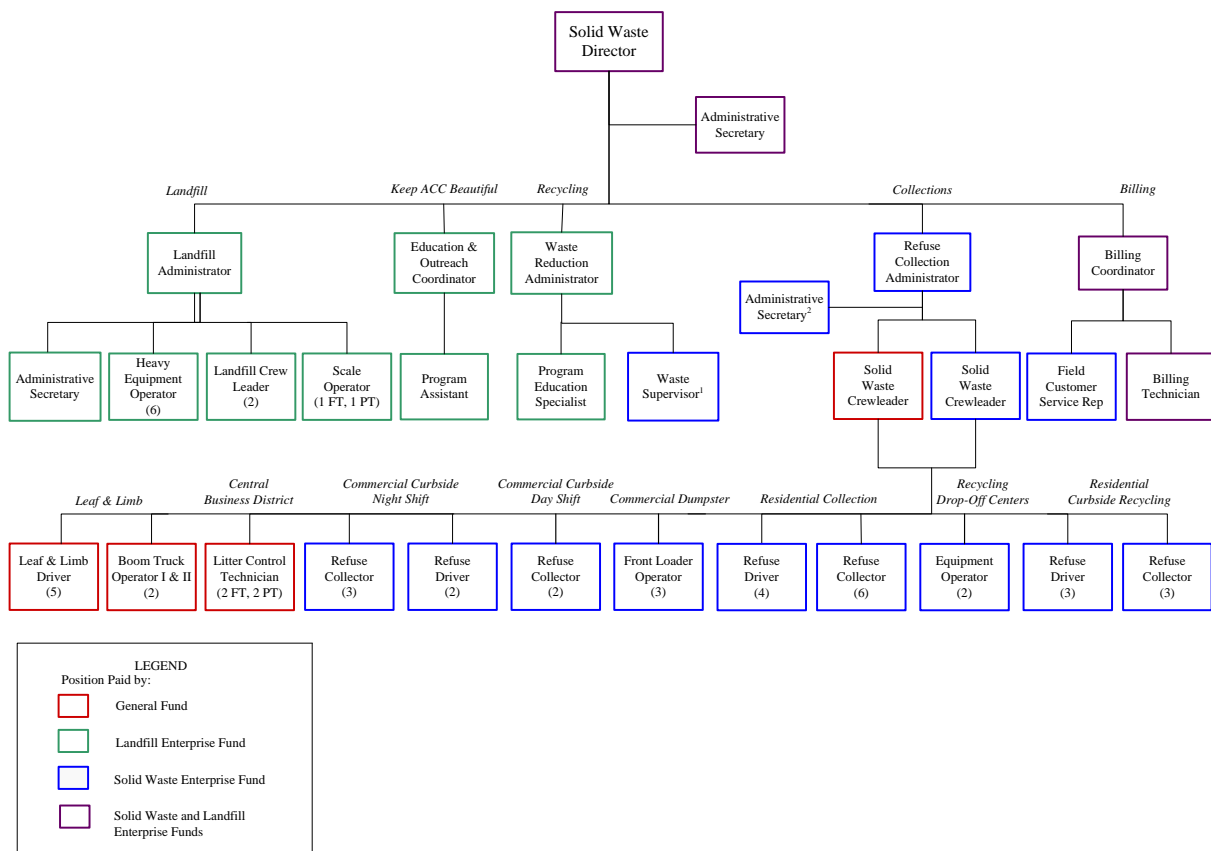 Solid Waste
Director
Administrative
Secretary
Landfill
Keep ACC Beautiful
Recycling
Collections
Billing
Landfill
Administrator
Education &
Outreach
Coordinator
Waste
Reduction
Administrator
Refuse
Collection
Administrator
Billing
Coordinator
Administrative
Secretary2
Administrative
Secretary
Heavy
Equipment
Operator
(6)
Landfill Crew
Leader
(2)
Scale
Operator
(1 FT, 1 PT)
Program
Assistant
Program
Education
Specialist
Waste
Supervisor1
Solid
Waste
Crewleader
Solid
Waste
Crewleader
Field
Customer
Service Rep
Billing
Technician
Leaf & Limb
Central
Business District
Commercial Curbside
Night Shift
Commercial Curbside
Day Shift
Commercial Dumpster
Residential Collection
Recycling
Drop-Off Centers
Residential
Curbside Recycling
Leaf & Limb
Driver
(5)
Boom Truck
Operator I & II
(2)
Litter Control
Technician
(2 FT, 2 PT)
Refuse
Collector
(3)
Refuse
Driver
(2)
Refuse
Collector
(2)
Front Loader
Operator
(3)
Refuse
Driver
(4)
Refuse
Collector
(6)
Equipment
Operator
(2)
Refuse
Driver
(3)
Refuse
Collector
(3)
LEGEND
Position Paid by:
General Fund
Landfill Enterprise Fund
Solid Waste Enterprise Fund
Solid Waste and Landfill
Enterprise Funds